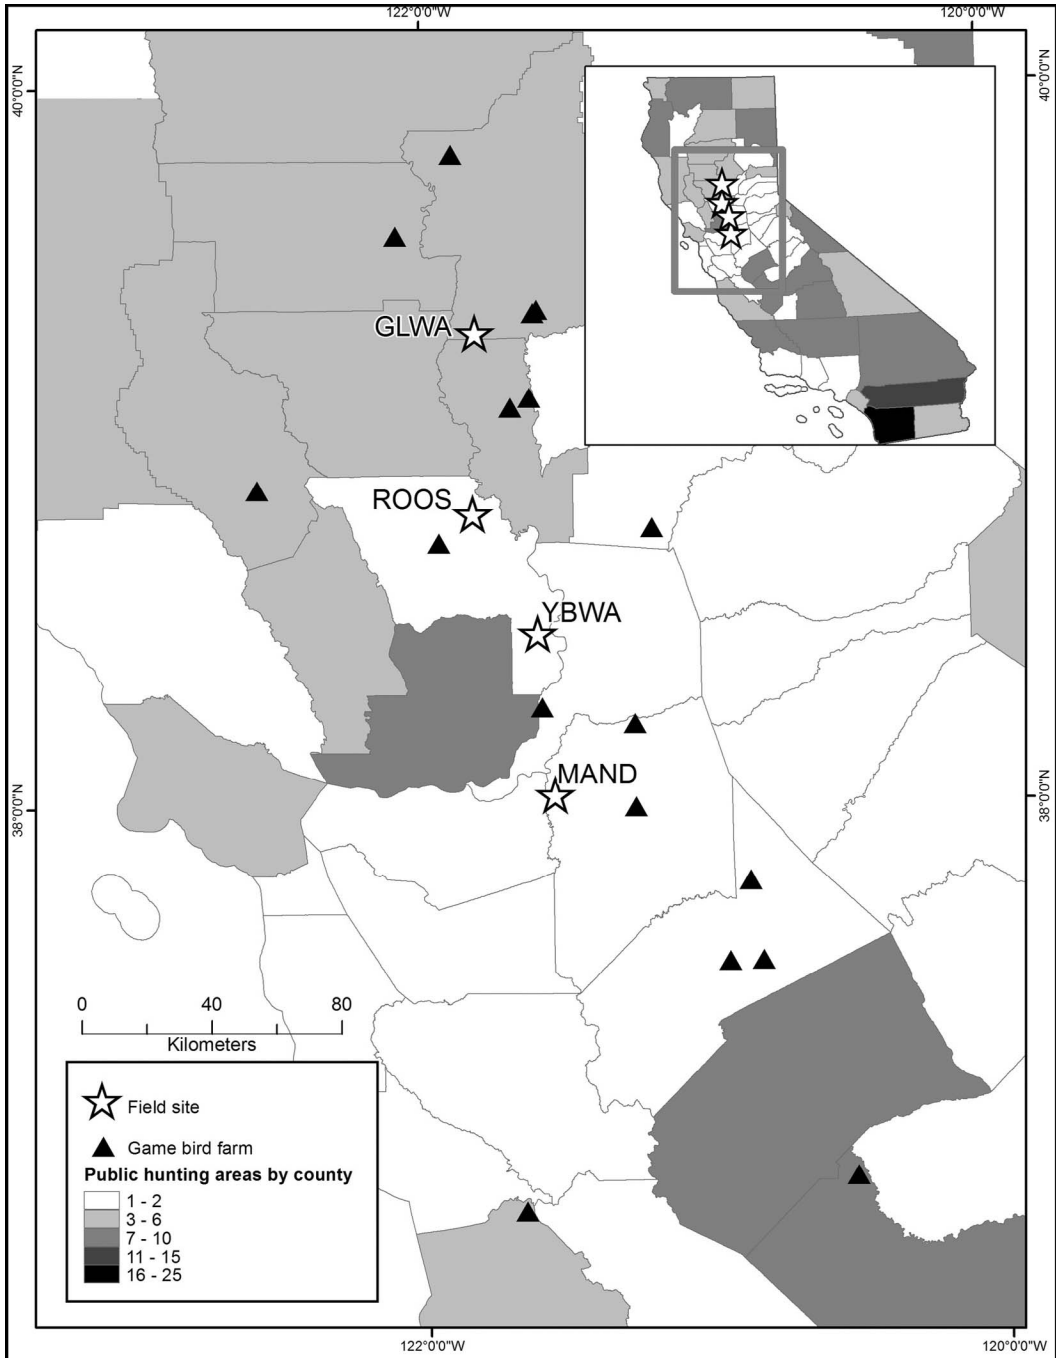 122°0'0"W
120°0'0"W
40°0'0"N
40°0'0"N
GLWA
ROOS
YBWA
MAND
38°0'0"N
38°0'0"N
0 40 80
Kilometers
Field site
Game bird farm
Public hunting areas by county
1 - 2
3 - 6
7 - 10
11 - 15
16 - 25
122°0'0"W
120°0'0"W